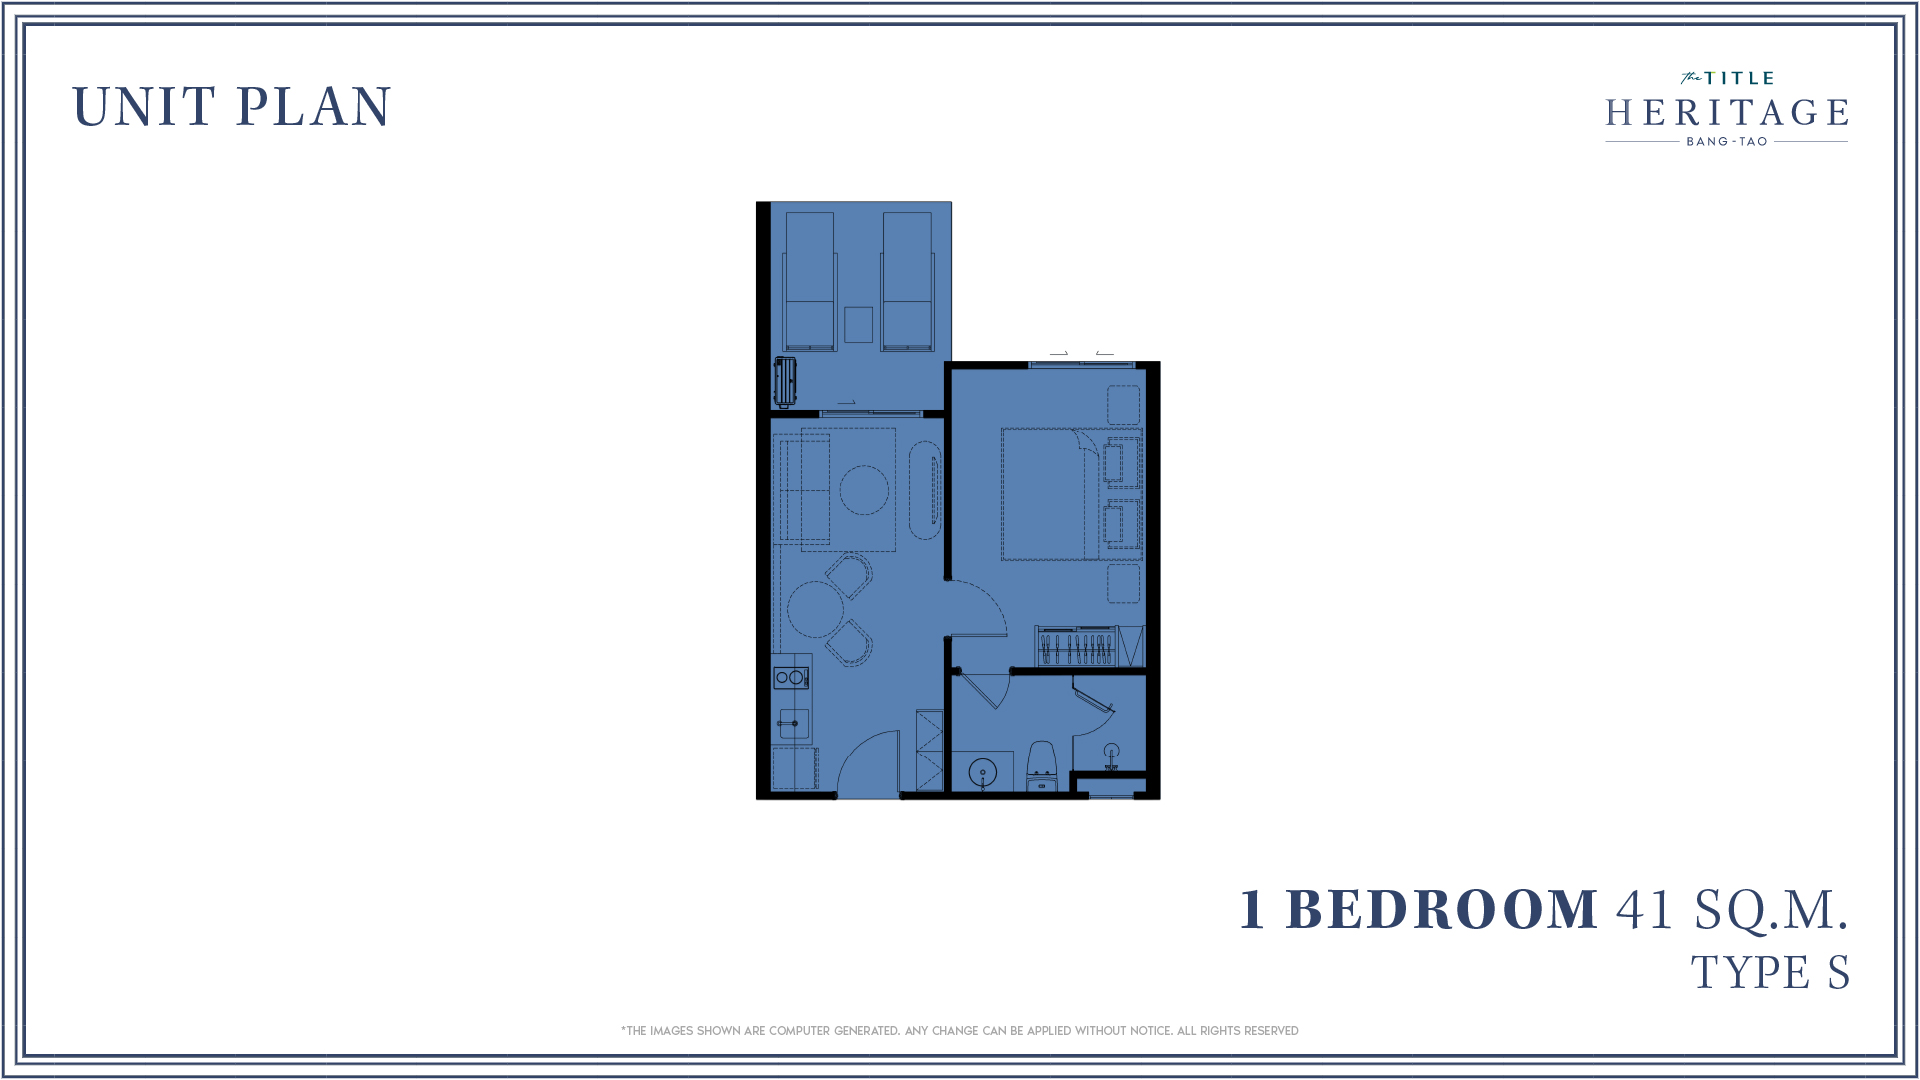 UNIT PLAN
the TITLE
HERITAGE
BANG-TAO
1 BEDROOM 41 SQ.M.
TYPE S
*THE IMAGES SHOWN ARE COMPUTER GENERATED. ANY CHANGE CAN BE APPLIED WITHOUT NOTICE. ALL RIGHTS RESERVED